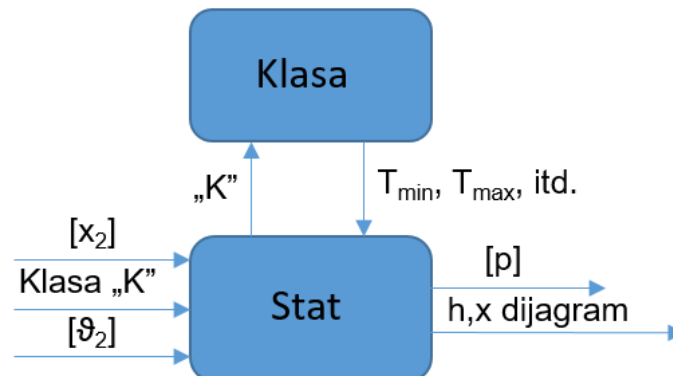 Klasa
„K”
Tmin, Tmax, itd.
[x2]
Klasa „K”
[ϑ2]
Stat
[p]
h,x dijagram